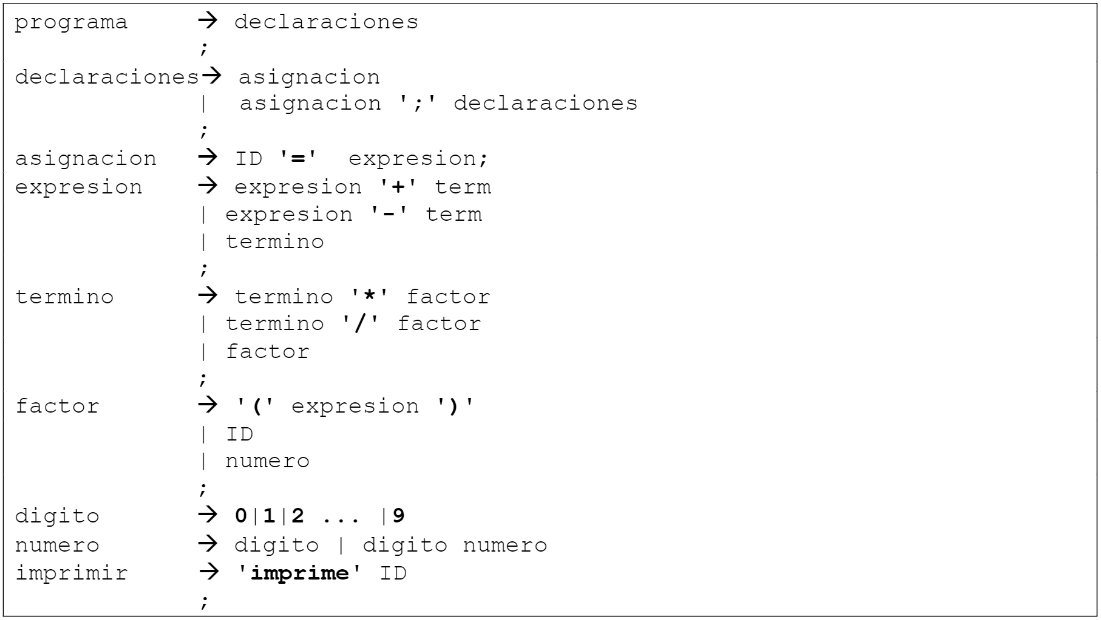 programa → declaraciones
;
declaraciones→ asignacion
| asignacion ';' declaraciones
;
asignacion → ID '=' expresion;
expresion → expresion '+' term
| expresion '-' term
| termino
;
termino → termino '*' factor
| termino '/' factor
| factor
;
factor → '(' expresion ')'
| ID
| numero
;
digito → 0|1|2 ... |9
numero → digito | digito numero
imprimir → 'imprime' ID
;